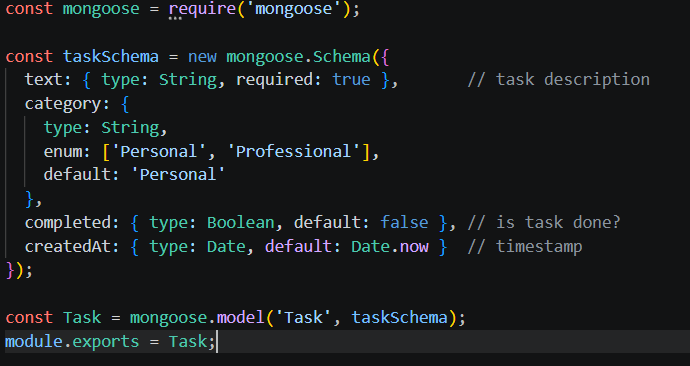 const mongoose = require('mongoose');
const taskSchema = new mongoose.Schema({
text: { type: String, required: true }, // task description
category: {
type: String,
enum: ['Personal', 'Professional'],
default: 'Personal'
},
completed: { type: Boolean, default: false }, // is task done?
createdAt: { type: Date, default: Date.now } // timestamp
});
const Task = mongoose.model('Task', taskSchema);
module.exports = Task;